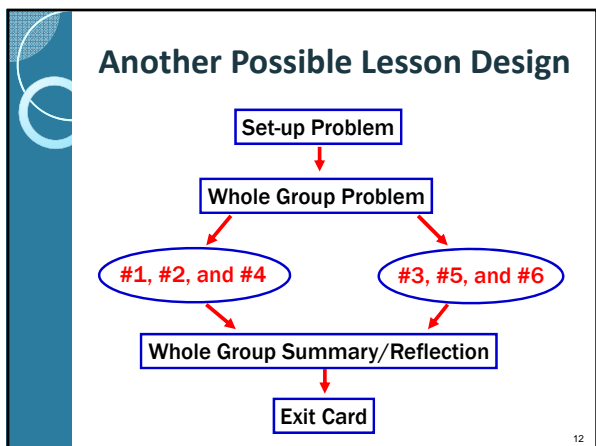 Another Possible Lesson Design
Set-up Problem
Whole Group Problem
#1, #2, and #4
#3, #5, and #6
Whole Group Summary/Reflection
Exit Card
12